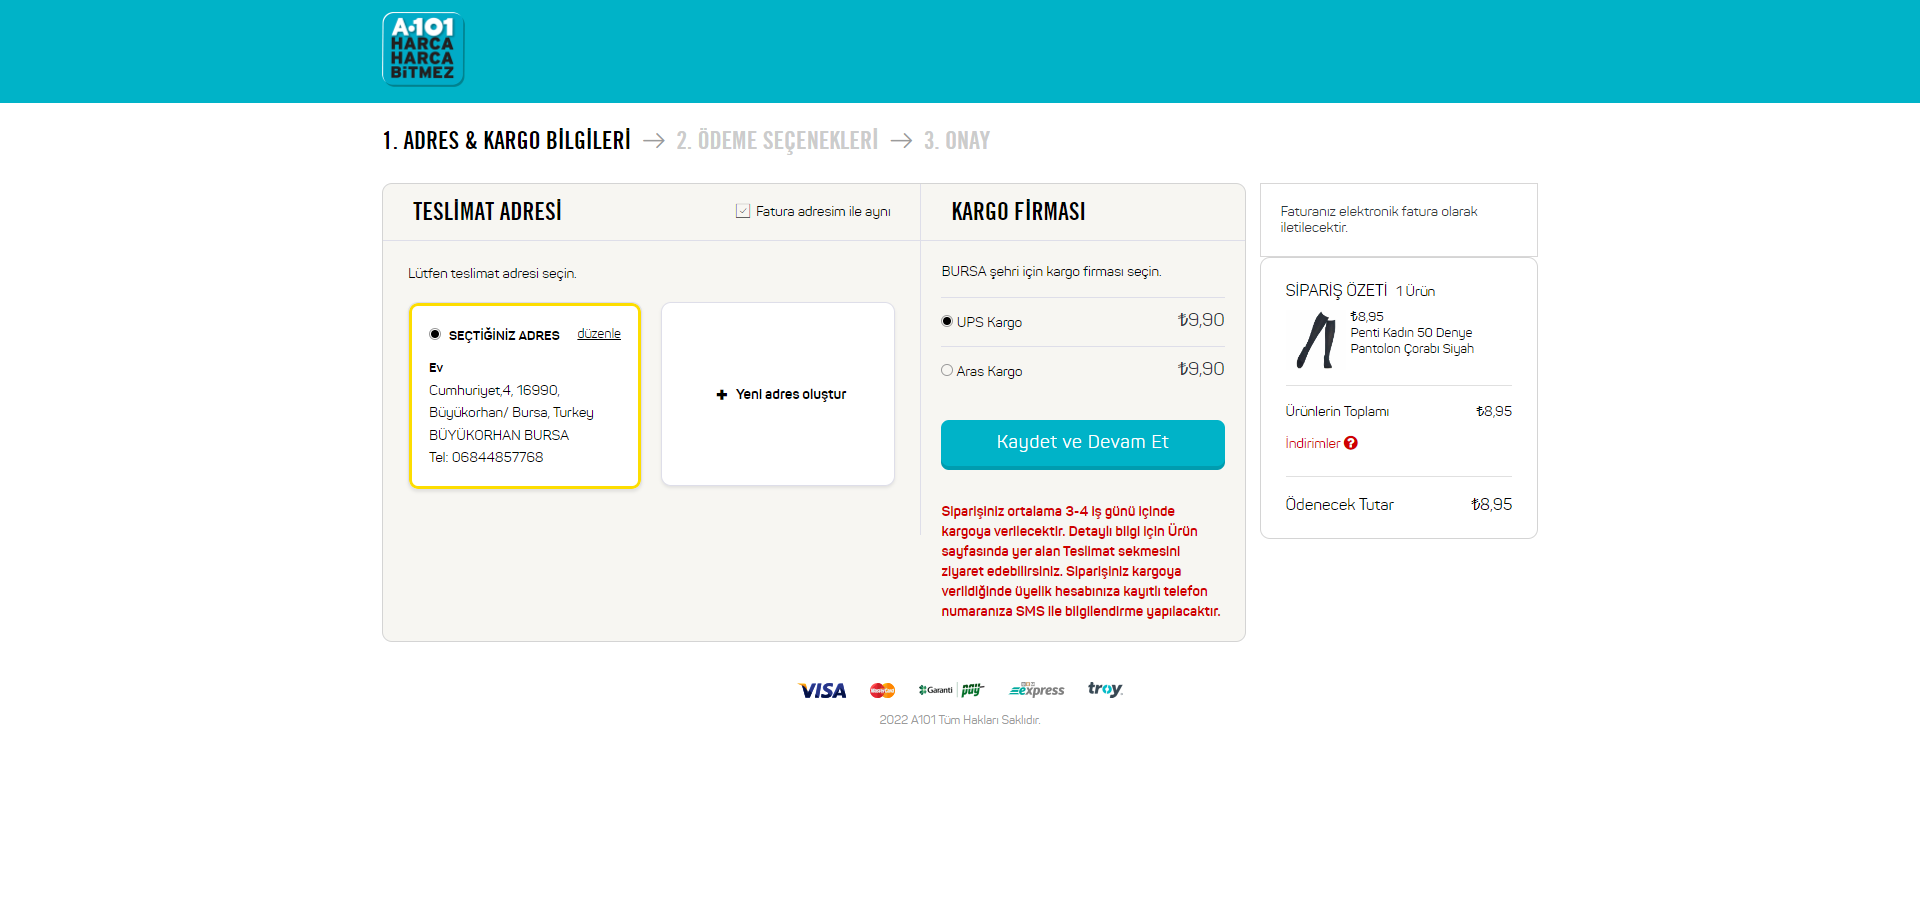 A101
HARCA
HARCA
BİTMEZ
1. ADRES & KARGO BİLGİLERİ → 2. ÖDEME SEÇENEKLERİ → 3. ONAY
TESLİMAT ADRESİ
Fatura adresim ile aynı
Lütfen teslimat adresi seçin.
SEÇTİĞİNİZ ADRES
düzenle
Ev
Cumhuriyet,4, 16990,
Büyükorhan/ Bursa, Turkey
BÜYÜKORHAN BURSA
Tel: 06844857768
+ Yeni adres oluştur
KARGO FİRMASI
BURSA şehri için kargo firması seçin.
UPS Kargo ₺9,90
Aras Kargo ₺9,90
Kaydet ve Devam Et
Siparişiniz ortalama 3-4 iş günü içinde
kargoya verilecektir. Detaylı bilgi için Ürün
sayfasında yer alan Teslimat sekmesini
ziyaret edebilirsiniz. Siparişiniz kargoya
verildiğinde üyelik hesabınıza kayıtlı telefon
numaranıza SMS ile bilgilendirme yapılacaktır.
Faturanız elektronik fatura olarak
iletilecektir.
SİPARİŞ ÖZETİ 1 Ürün
₺8,95
Penti Kadın 50 Denye
Pantolon Çorabı Siyah
Ürünlerin Toplamı ₺8,95
İndirimler ?
Ödenecek Tutar ₺8,95
VISA MasterCard Garanti pay express troy
2022 A101 Tüm Hakları Saklıdır.